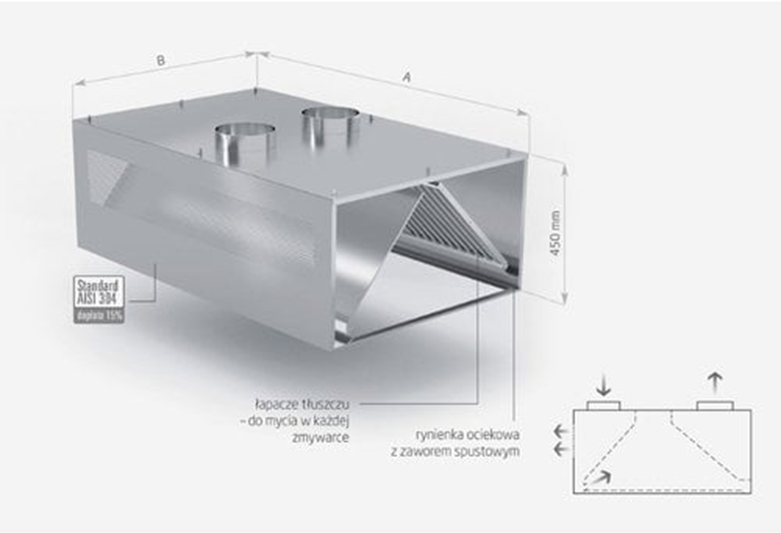 B
A
450 mm
Standard
AISI 304
dopłata 15%
łapacze tłuszczu
– do mycia w każdej
zmywarce
rynienka ociekowa
z zaworem spustowym